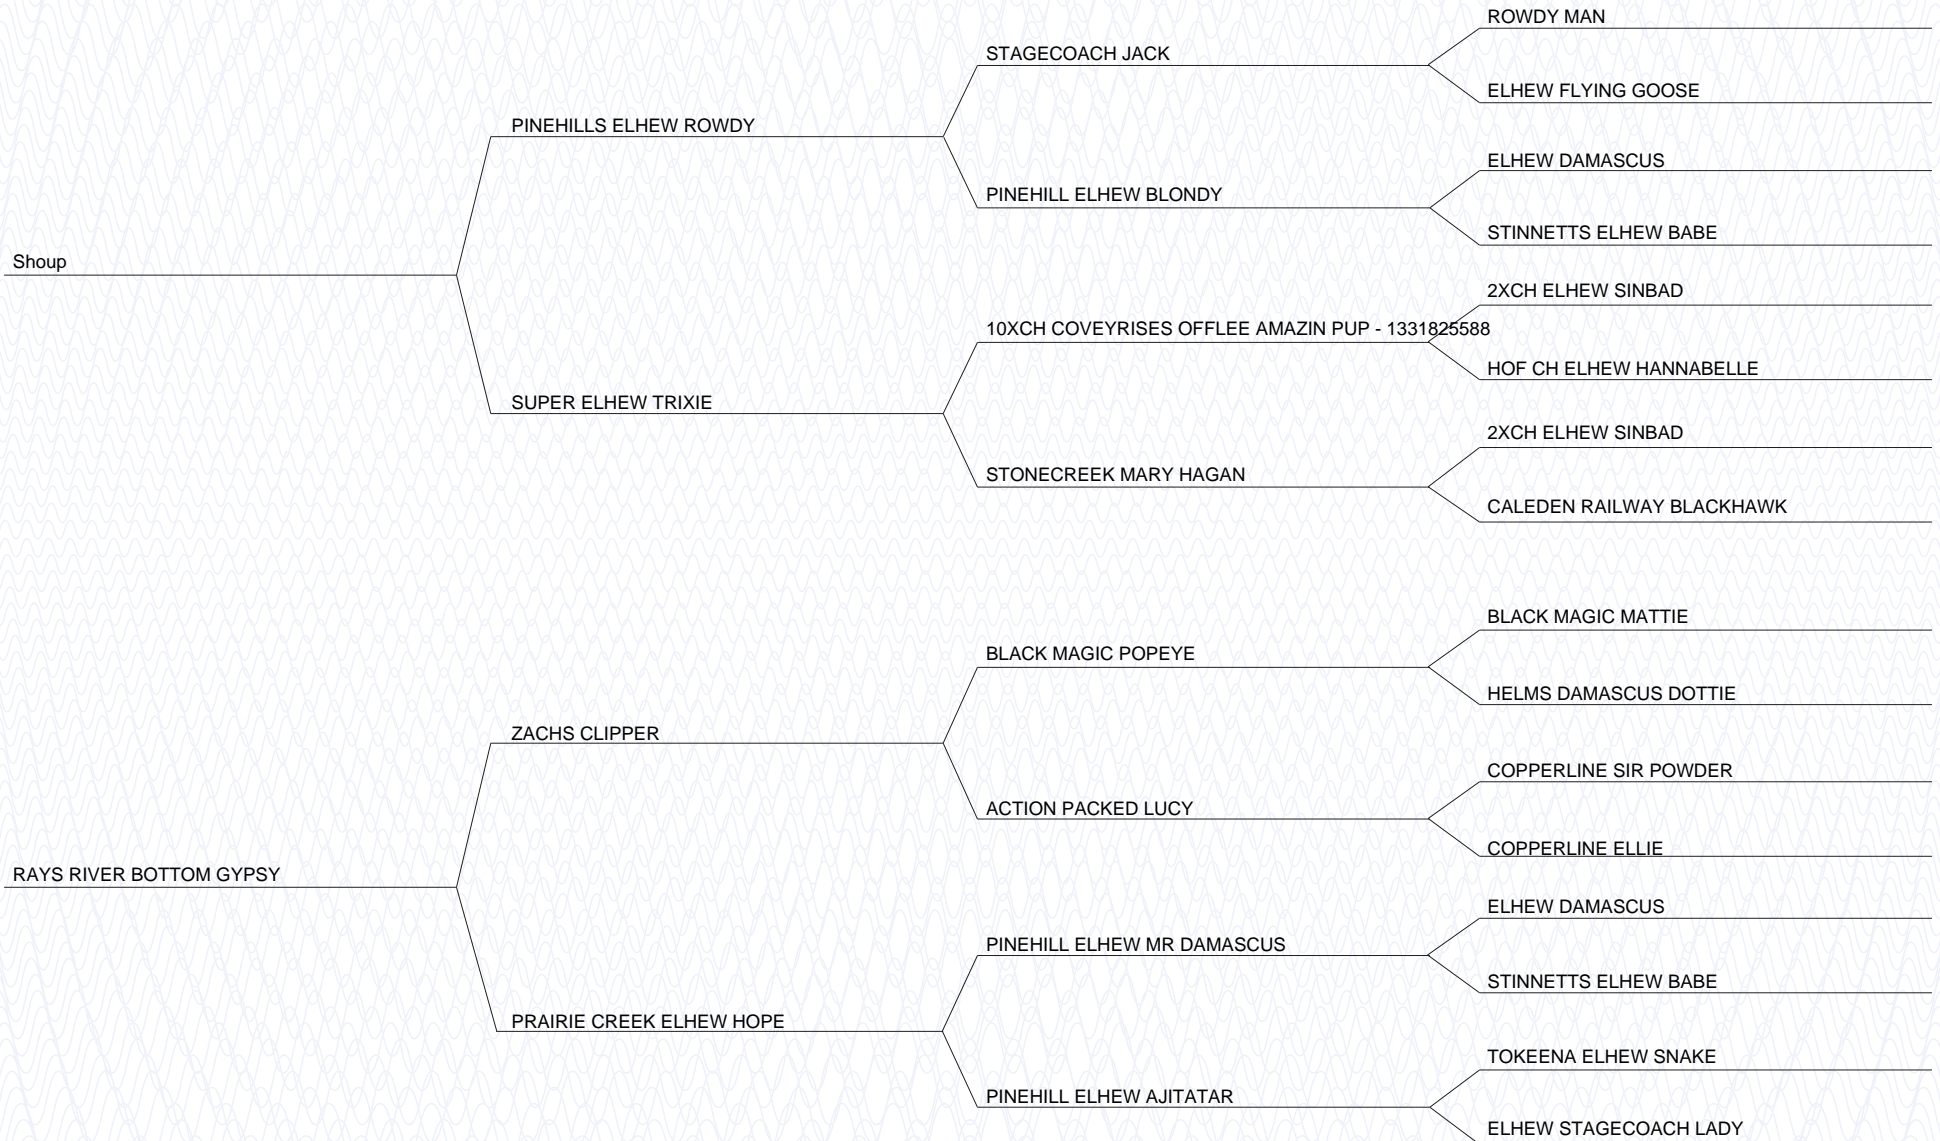 ROWDY MAN
STAGECOACH JACK
ELHEW FLYING GOOSE
PINEHILLS ELHEW ROWDY
ELHEW DAMASCUS
PINEHILL ELHEW BLONDY
STINNETTS ELHEW BABE
Shoup
2XCH ELHEW SINBAD
10XCH COVEYRISES OFFLEE AMAZIN PUP - 1331825588
HOF CH ELHEW HANNABELLE
SUPER ELHEW TRIXIE
2XCH ELHEW SINBAD
STONECREEK MARY HAGAN
CALEDEN RAILWAY BLACKHAWK
BLACK MAGIC MATTIE
BLACK MAGIC POPEYE
HELMS DAMASCUS DOTTIE
ZACHS CLIPPER
COPPERLINE SIR POWDER
ACTION PACKED LUCY
COPPERLINE ELLIE
RAYS RIVER BOTTOM GYPSY
ELHEW DAMASCUS
PINEHILL ELHEW MR DAMASCUS
STINNETTS ELHEW BABE
PRAIRIE CREEK ELHEW HOPE
TOKEENA ELHEW SNAKE
PINEHILL ELHEW AJITATAR
ELHEW STAGECOACH LADY